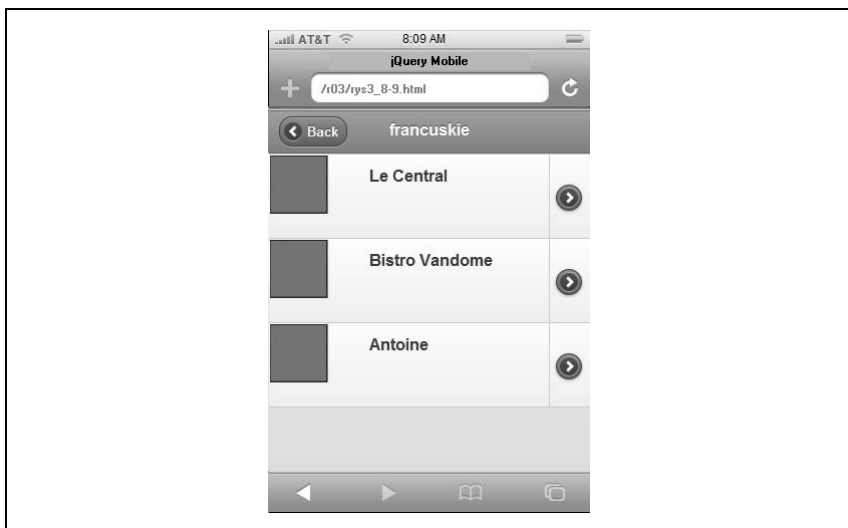 AT&T 8:09 AM
jQuery Mobile
/r03/rys3_8-9.html
Back francuskie
Le Central
Bistro Vandome
Antoine